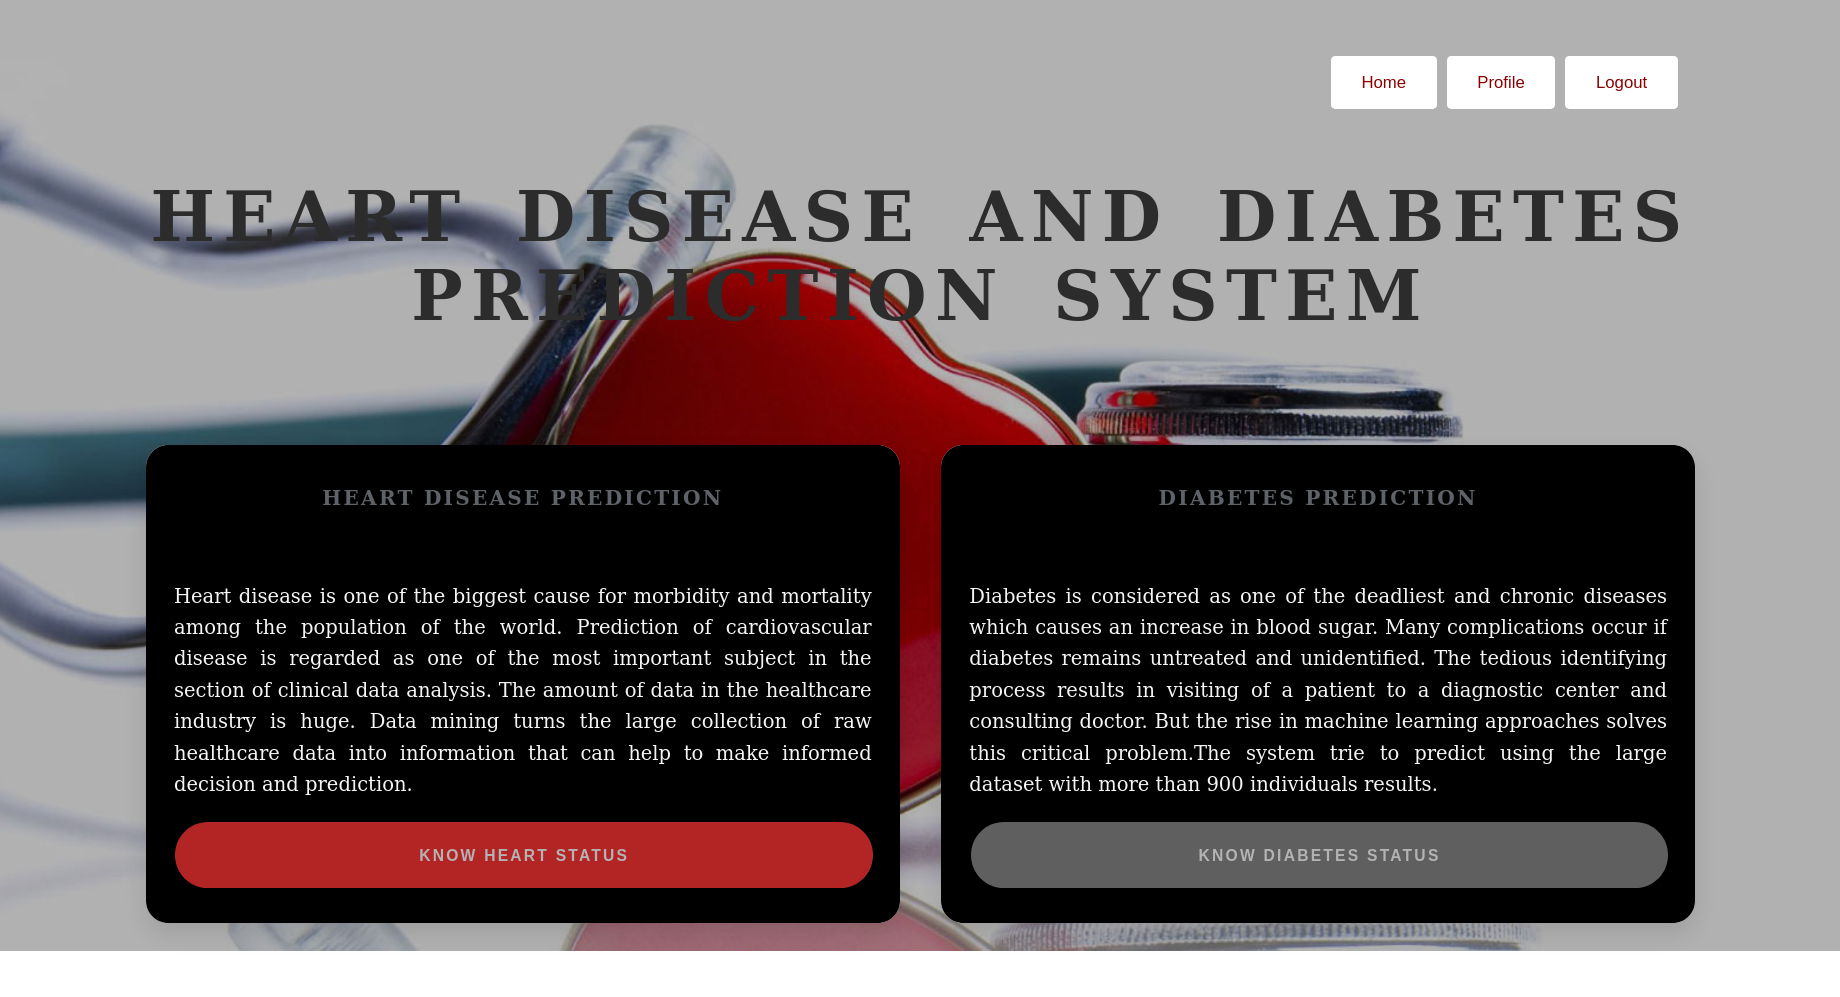 Home Profile Logout
HEART DISEASE AND DIABETES
PREDICTION SYSTEM
HEART DISEASE PREDICTION
Heart disease is one of the biggest cause for morbidity and mortality
among the population of the world. Prediction of cardiovascular
disease is regarded as one of the most important subject in the
section of clinical data analysis. The amount of data in the healthcare
industry is huge. Data mining turns the large collection of raw
healthcare data into information that can help to make informed
decision and prediction.
KNOW HEART STATUS
DIABETES PREDICTION
Diabetes is considered as one of the deadliest and chronic diseases
which causes an increase in blood sugar. Many complications occur if
diabetes remains untreated and unidentified. The tedious identifying
process results in visiting of a patient to a diagnostic center and
consulting doctor. But the rise in machine learning approaches solves
this critical problem.The system trie to predict using the large
dataset with more than 900 individuals results.
KNOW DIABETES STATUS